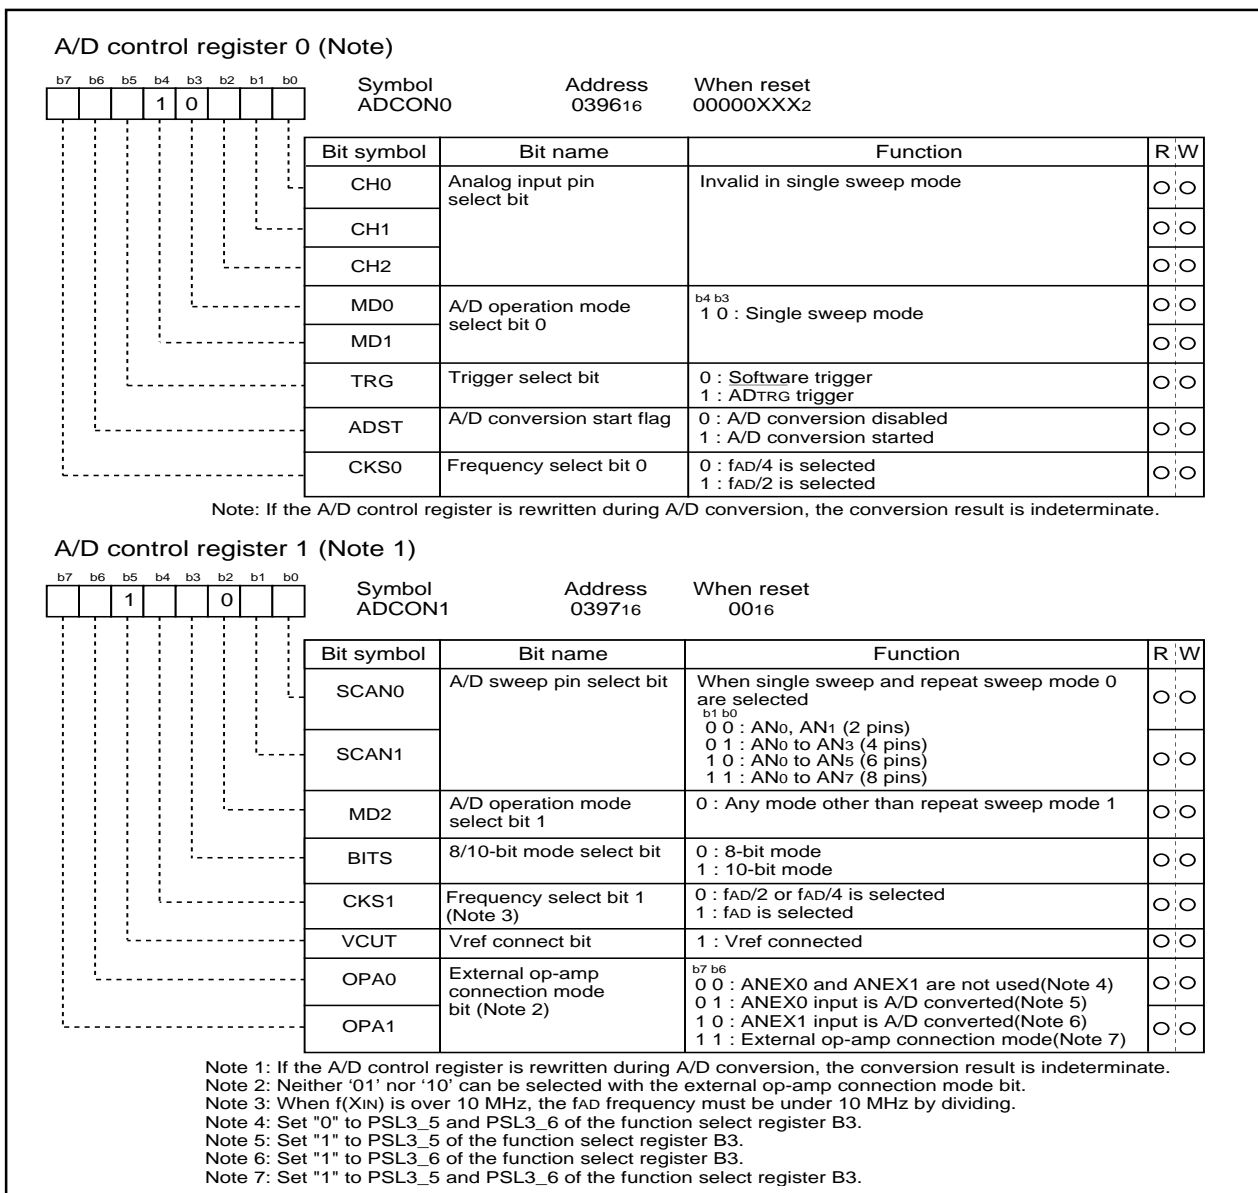 A/D control register 0 (Note)
b7 b6 b5 b4 b3 b2 b1 b0
1 0
Symbol Address When reset
ADCON0 039616 00000XXX2
Bit symbol Bit name Function R W
CH0 Analog input pin select bit Invalid in single sweep mode
CH1
CH2
MD0 A/D operation mode select bit 0 b4 b3
1 0 : Single sweep mode
MD1
TRG Trigger select bit 0 : Software trigger
1 : ADTRG trigger
ADST A/D conversion start flag 0 : A/D conversion disabled
1 : A/D conversion started
CKS0 Frequency select bit 0 0 : fAD/4 is selected
1 : fAD/2 is selected
Note: If the A/D control register is rewritten during A/D conversion, the conversion result is indeterminate.
A/D control register 1 (Note 1)
b7 b6 b5 b4 b3 b2 b1 b0
1 0
Symbol Address When reset
ADCON1 039716 0016
Bit symbol Bit name Function R W
SCAN0 A/D sweep pin select bit When single sweep and repeat sweep mode 0
are selected
b1 b0
0 0 : AN0, AN1 (2 pins)
0 1 : AN0 to AN3 (4 pins)
SCAN1 1 0 : AN0 to AN5 (6 pins)
1 1 : AN0 to AN7 (8 pins)
MD2 A/D operation mode select bit 1 0 : Any mode other than repeat sweep mode 1
BITS 8/10-bit mode select bit 0 : 8-bit mode
1 : 10-bit mode
CKS1 Frequency select bit 1 (Note 3) 0 : fAD/2 or fAD/4 is selected
1 : fAD is selected
VCUT Vref connect bit 1 : Vref connected
OPA0 External op-amp connection mode bit (Note 2) b7 b6
0 0 : ANEX0 and ANEX1 are not used(Note 4)
0 1 : ANEX0 input is A/D converted(Note 5)
OPA1 1 0 : ANEX1 input is A/D converted(Note 6)
1 1 : External op-amp connection mode(Note 7)
Note 1: If the A/D control register is rewritten during A/D conversion, the conversion result is indeterminate.
Note 2: Neither ‘01’ nor ‘10’ can be selected with the external op-amp connection mode bit.
Note 3: When f(XIN) is over 10 MHz, the fAD frequency must be under 10 MHz by dividing.
Note 4: Set "0" to PSL3_5 and PSL3_6 of the function select register B3.
Note 5: Set "1" to PSL3_5 of the function select register B3.
Note 6: Set "1" to PSL3_6 of the function select register B3.
Note 7: Set "1" to PSL3_5 and PSL3_6 of the function select register B3.